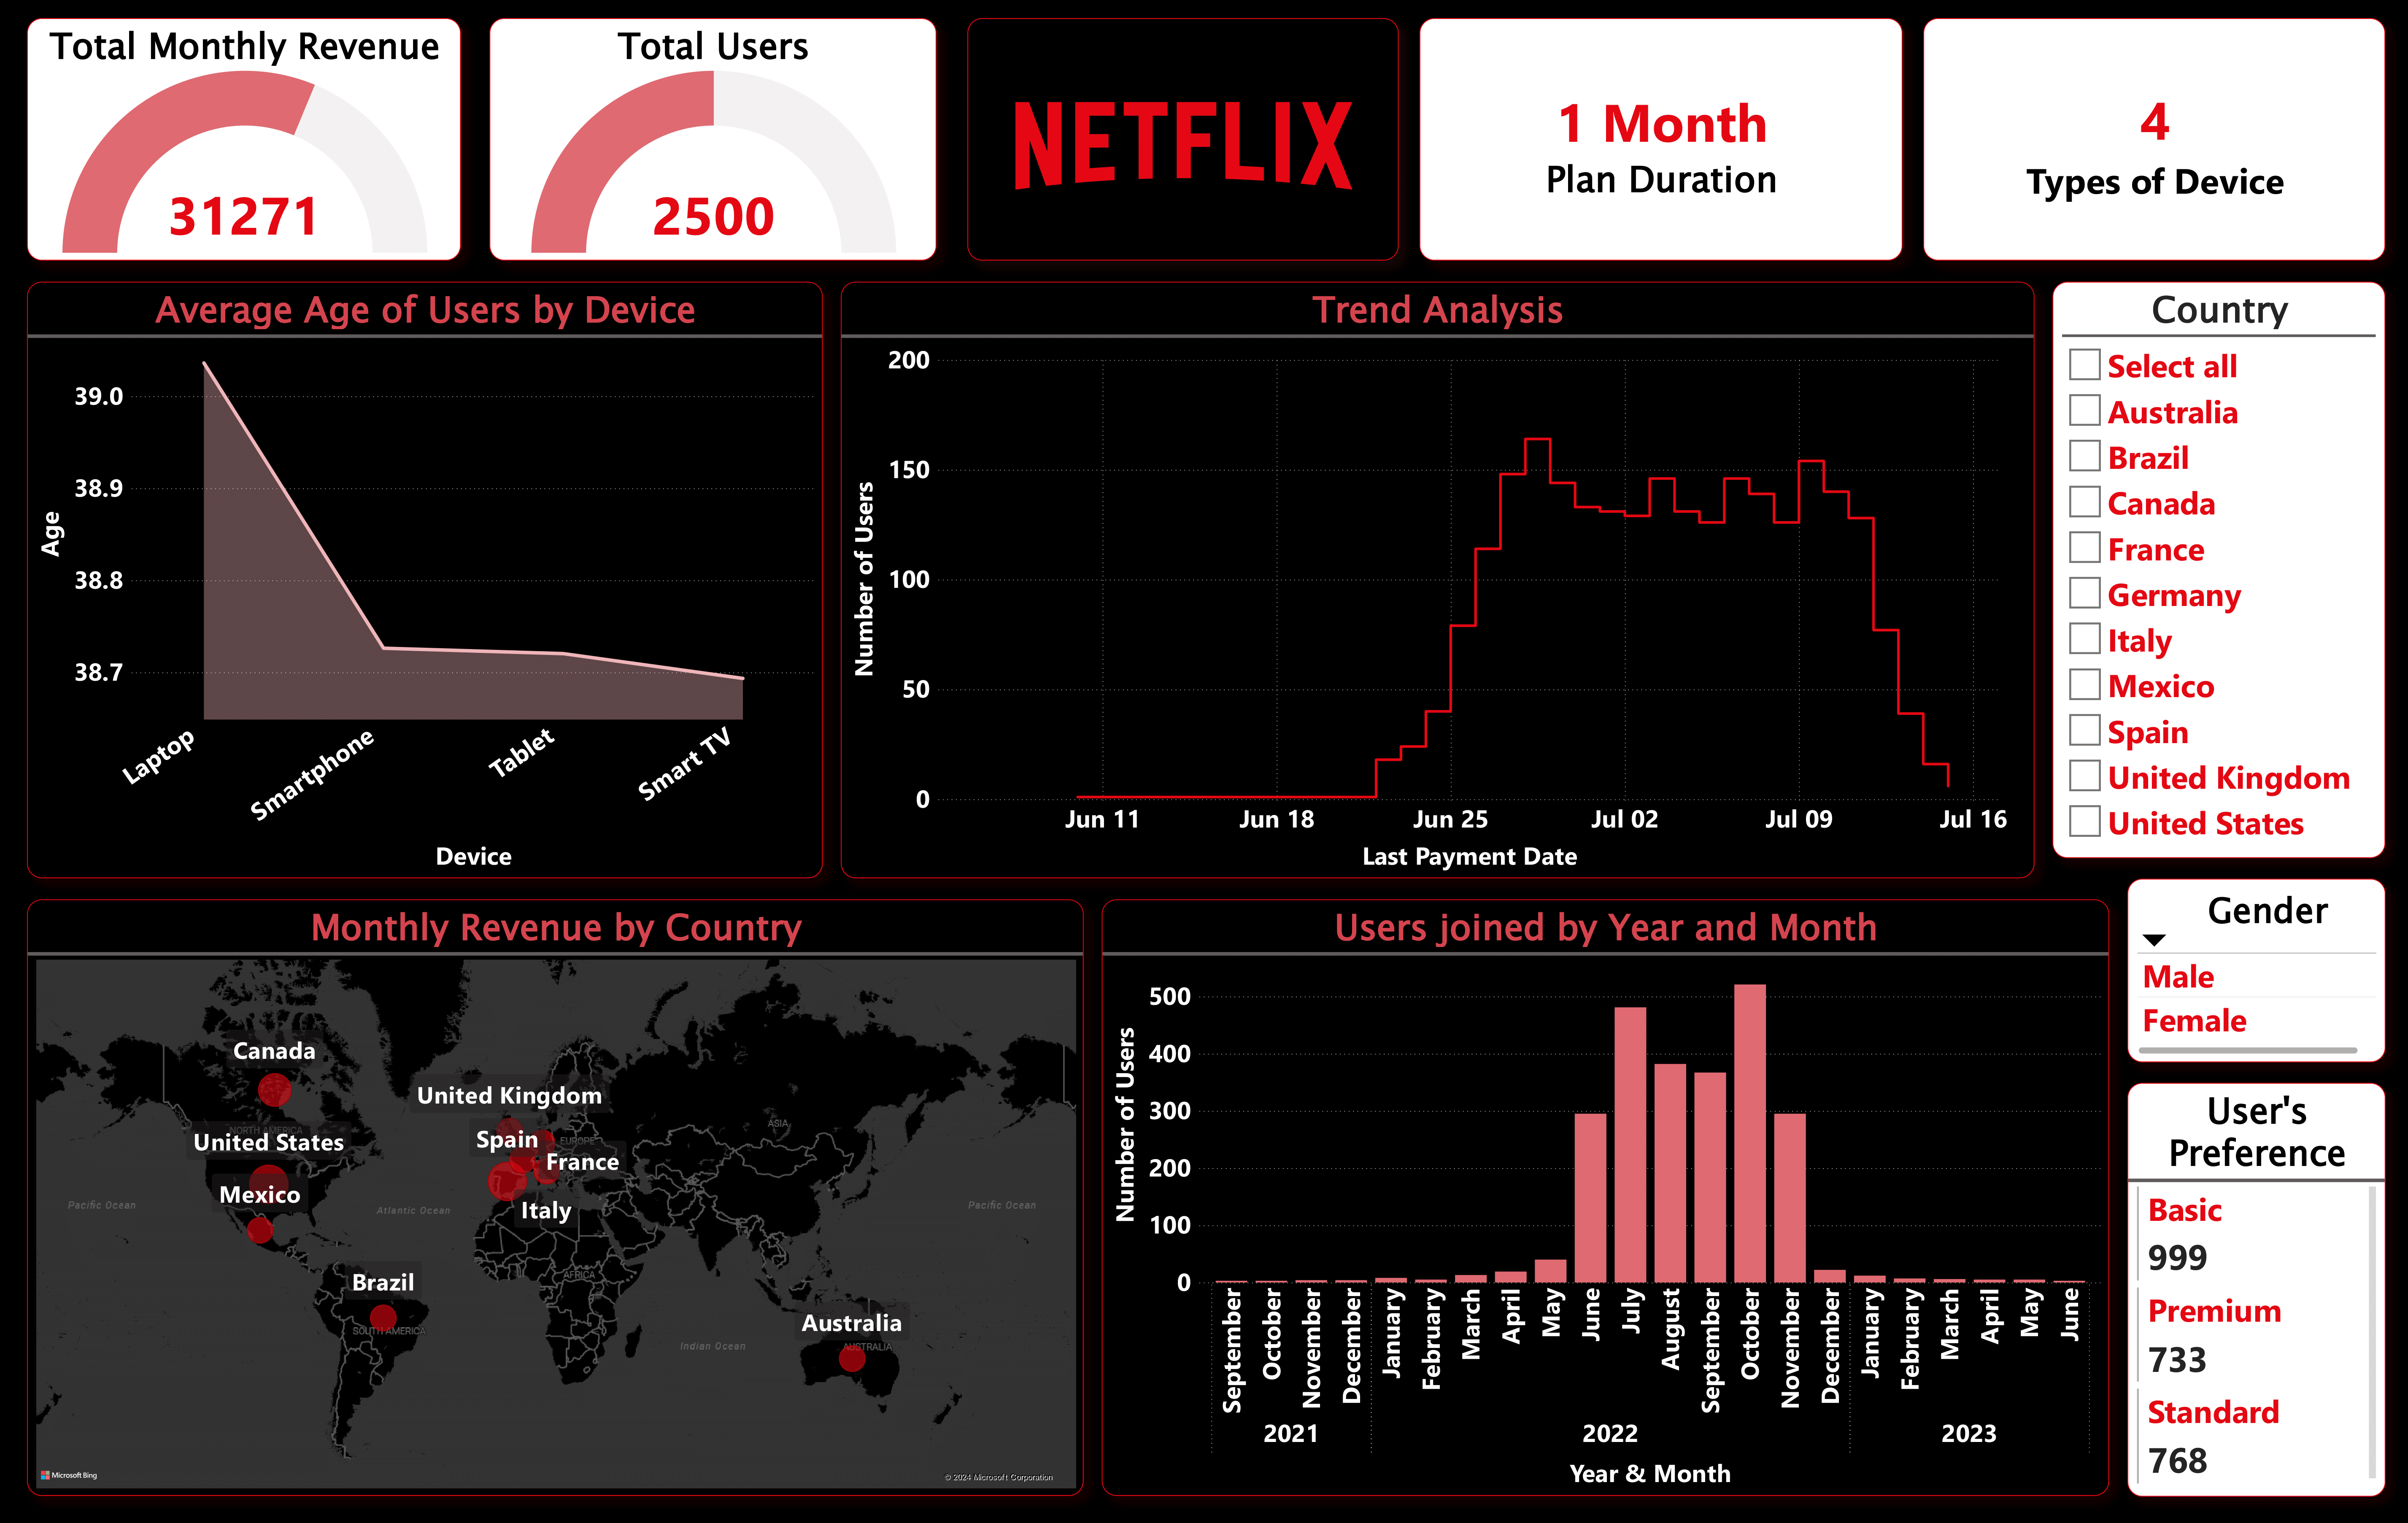 Total Monthly Revenue
31271
Total Users
2500
NETFLIX
1 Month
Plan Duration
4
Types of Device
Average Age of Users by Device
Age
39.0
38.9
38.8
38.7
Laptop
Smartphone
Tablet
Smart TV
Device
Trend Analysis
Number of Users
200
150
100
50
0
Jun 11
Jun 18
Jun 25
Jul 02
Jul 09
Jul 16
Last Payment Date
Country
Select all
Australia
Brazil
Canada
France
Germany
Italy
Mexico
Spain
United Kingdom
United States
Monthly Revenue by Country
Canada
NORTH AMERICA
United States
Mexico
United Kingdom
Spain
EUROPE
France
Italy
ASIA
Pacific Ocean
Atlantic Ocean
Pacific Ocean
AFRICA
Brazil
SOUTH AMERICA
Indian Ocean
Australia
AUSTRALIA
Microsoft Bing
© 2024 Microsoft Corporation
Users joined by Year and Month
Number of Users
500
400
300
200
100
0
September
October
November
December
January
February
March
April
May
June
July
August
September
October
November
December
January
February
March
April
May
June
2021
2022
2023
Year & Month
Gender
Male
Female
User's
Preference
Basic
999
Premium
733
Standard
768